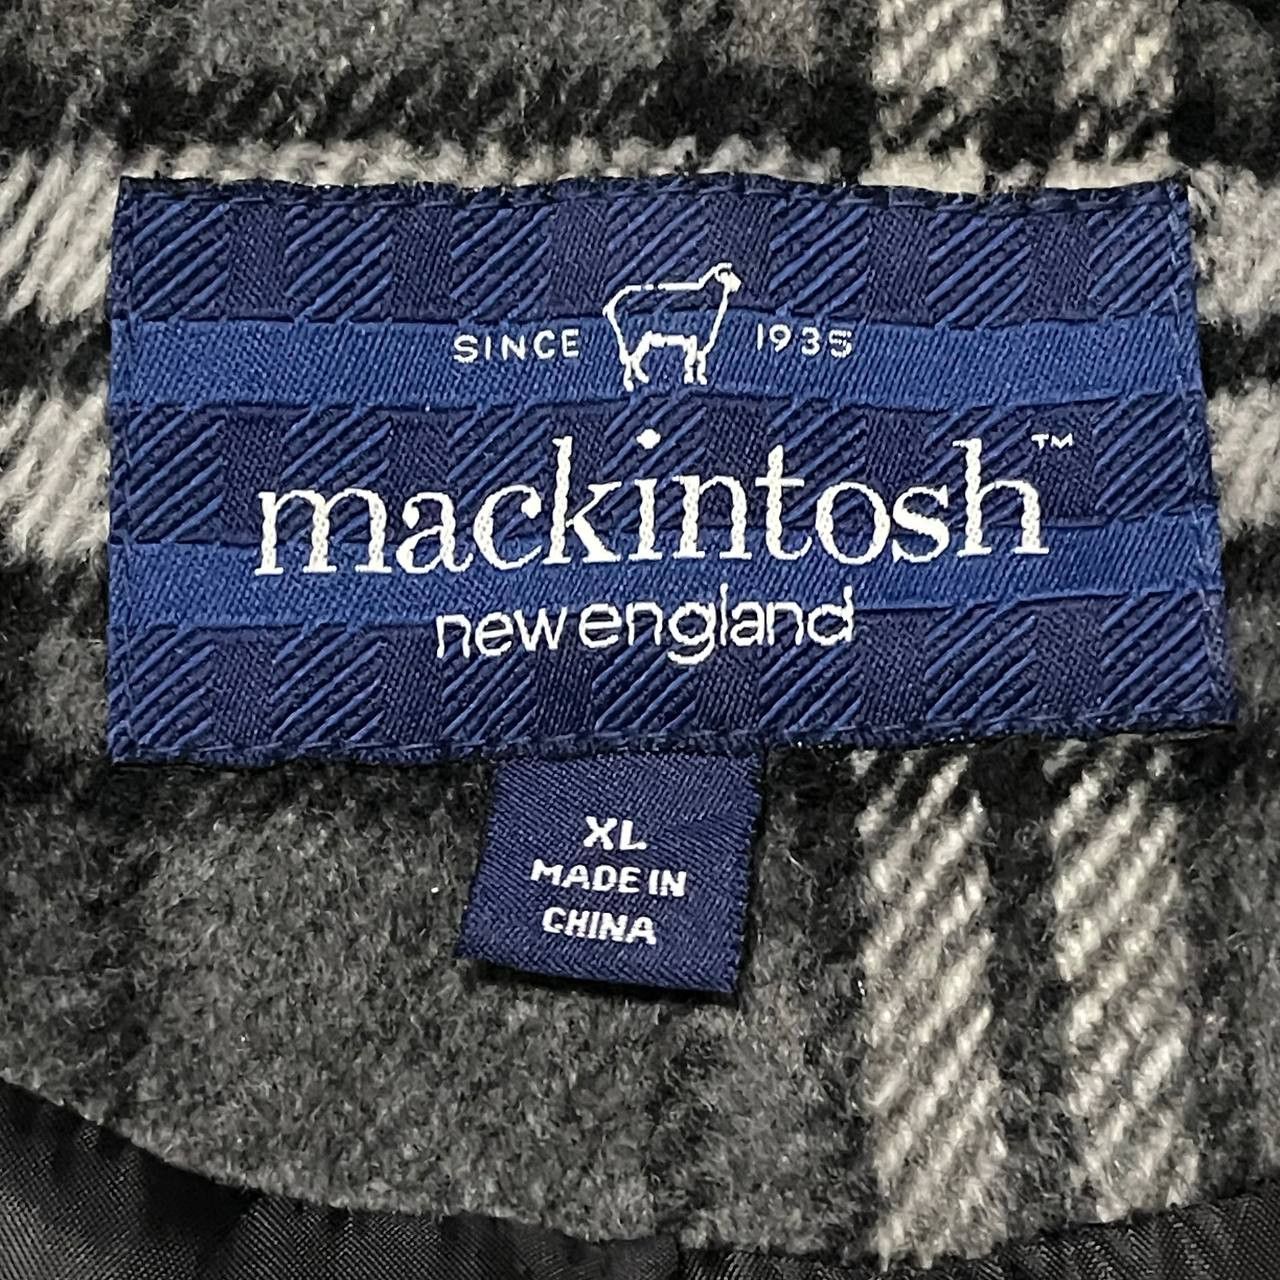 SINCE 1935
mackintosh™
new england
XL
MADE IN
CHINA